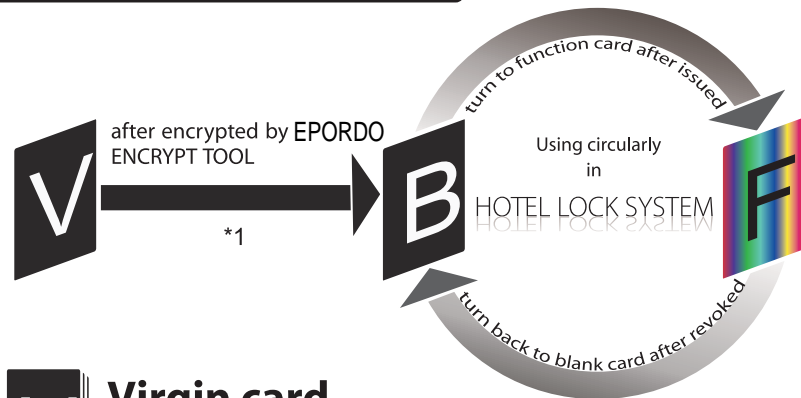 turn to function card after issued
after encrypted by EPORDO
ENCRYPT TOOL
V
*1
B
Using circularly
in
HOTEL LOCK SYSTEM
F
turn back to blank card after revoked
Virgin card